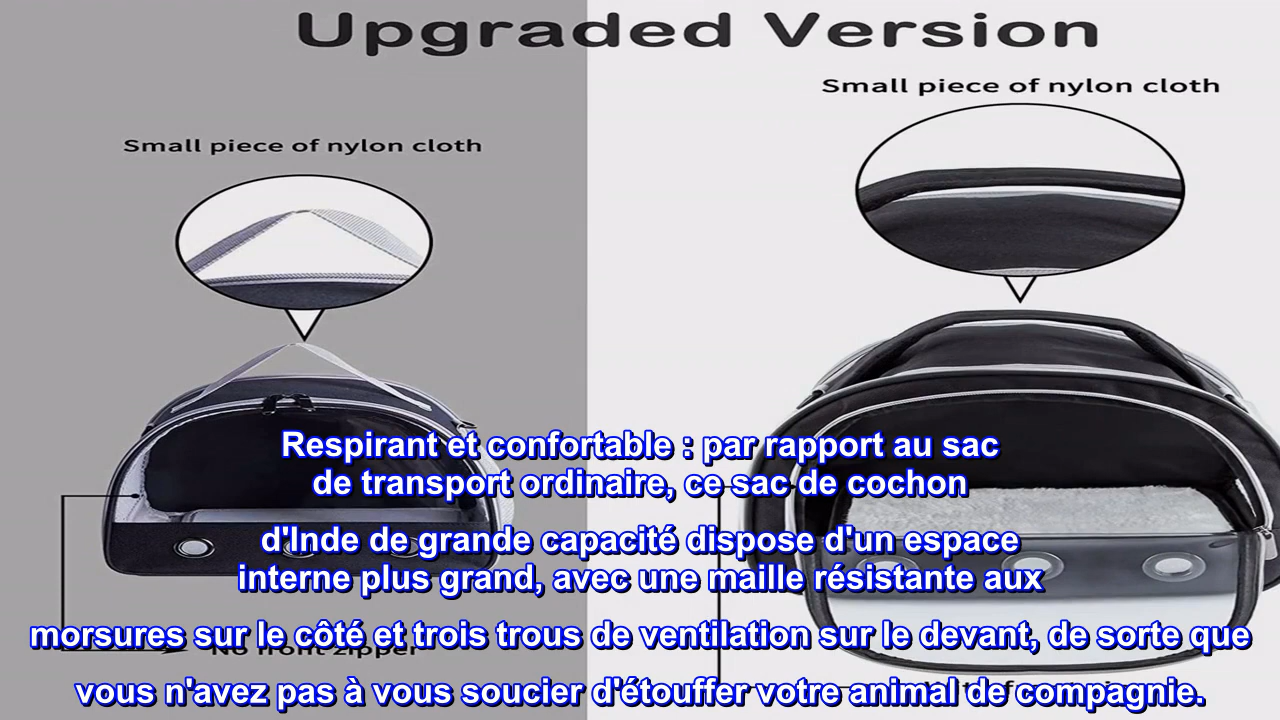 Upgraded Version
Small piece of nylon cloth
Small piece of nylon cloth
Respirant et confortable : par rapport au sac
de transport ordinaire, ce sac de cochon
d'Inde de grande capacité dispose d'un espace
interne plus grand, avec une maille résistante aux
morsures sur le côté et trois trous de ventilation sur le devant, de sorte que
No front zipper
vous n'avez pas à vous soucier d'étouffer votre animal de compagnie.